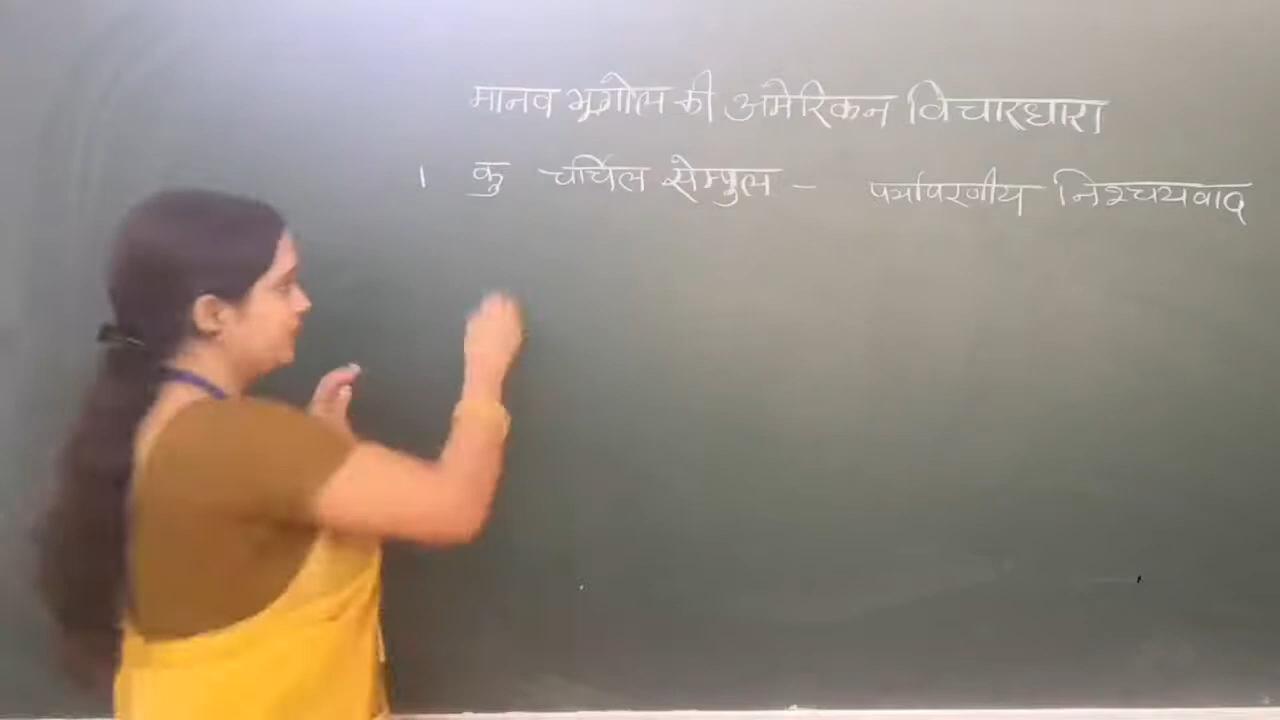 मानव भूगोल की अमेरिकन विचारधारा
1 कु चर्चिल सेम्पुल – पर्यावरणीय निश्चयवाद